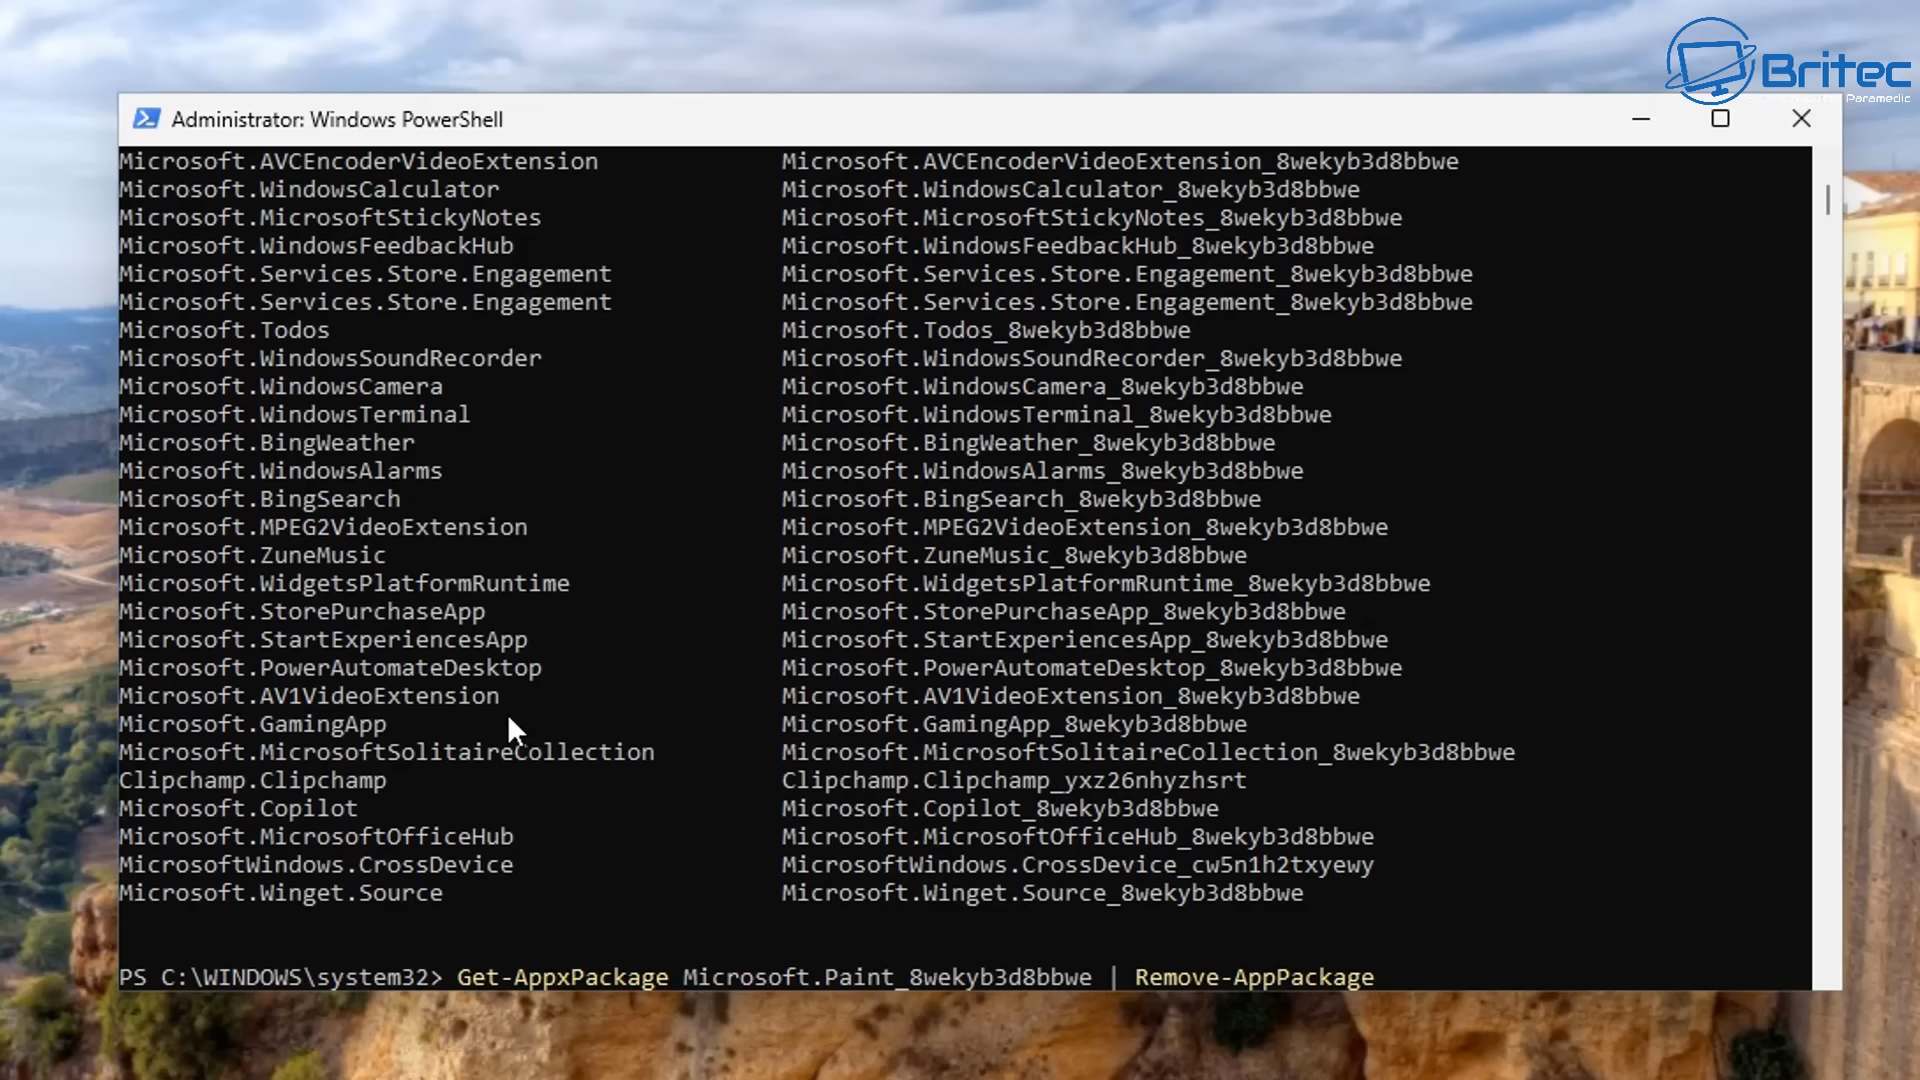 Britec
Paramedic
Administrator: Windows PowerShell
Microsoft.AVCEncoderVideoExtension Microsoft.AVCEncoderVideoExtension_8wekyb3d8bbwe
Microsoft.WindowsCalculator Microsoft.WindowsCalculator_8wekyb3d8bbwe
Microsoft.MicrosoftStickyNotes Microsoft.MicrosoftStickyNotes_8wekyb3d8bbwe
Microsoft.WindowsFeedbackHub Microsoft.WindowsFeedbackHub_8wekyb3d8bbwe
Microsoft.Services.Store.Engagement Microsoft.Services.Store.Engagement_8wekyb3d8bbwe
Microsoft.Services.Store.Engagement Microsoft.Services.Store.Engagement_8wekyb3d8bbwe
Microsoft.Todos Microsoft.Todos_8wekyb3d8bbwe
Microsoft.WindowsSoundRecorder Microsoft.WindowsSoundRecorder_8wekyb3d8bbwe
Microsoft.WindowsCamera Microsoft.WindowsCamera_8wekyb3d8bbwe
Microsoft.WindowsTerminal Microsoft.WindowsTerminal_8wekyb3d8bbwe
Microsoft.BingWeather Microsoft.BingWeather_8wekyb3d8bbwe
Microsoft.WindowsAlarms Microsoft.WindowsAlarms_8wekyb3d8bbwe
Microsoft.BingSearch Microsoft.BingSearch_8wekyb3d8bbwe
Microsoft.MPEG2VideoExtension Microsoft.MPEG2VideoExtension_8wekyb3d8bbwe
Microsoft.ZuneMusic Microsoft.ZuneMusic_8wekyb3d8bbwe
Microsoft.WidgetsPlatformRuntime Microsoft.WidgetsPlatformRuntime_8wekyb3d8bbwe
Microsoft.StorePurchaseApp Microsoft.StorePurchaseApp_8wekyb3d8bbwe
Microsoft.StartExperiencesApp Microsoft.StartExperiencesApp_8wekyb3d8bbwe
Microsoft.PowerAutomateDesktop Microsoft.PowerAutomateDesktop_8wekyb3d8bbwe
Microsoft.AV1VideoExtension Microsoft.AV1VideoExtension_8wekyb3d8bbwe
Microsoft.GamingApp Microsoft.GamingApp_8wekyb3d8bbwe
Microsoft.MicrosoftSolitaireCollection Microsoft.MicrosoftSolitaireCollection_8wekyb3d8bbwe
Clipchamp.Clipchamp Clipchamp.Clipchamp_yxz26nhyzhsrt
Microsoft.Copilot Microsoft.Copilot_8wekyb3d8bbwe
Microsoft.MicrosoftOfficeHub Microsoft.MicrosoftOfficeHub_8wekyb3d8bbwe
MicrosoftWindows.CrossDevice MicrosoftWindows.CrossDevice_cw5n1h2txyewy
Microsoft.Winget.Source Microsoft.Winget.Source_8wekyb3d8bbwe
PS C:\WINDOWS\system32> Get-AppxPackage Microsoft.Paint_8wekyb3d8bbwe | Remove-AppPackage